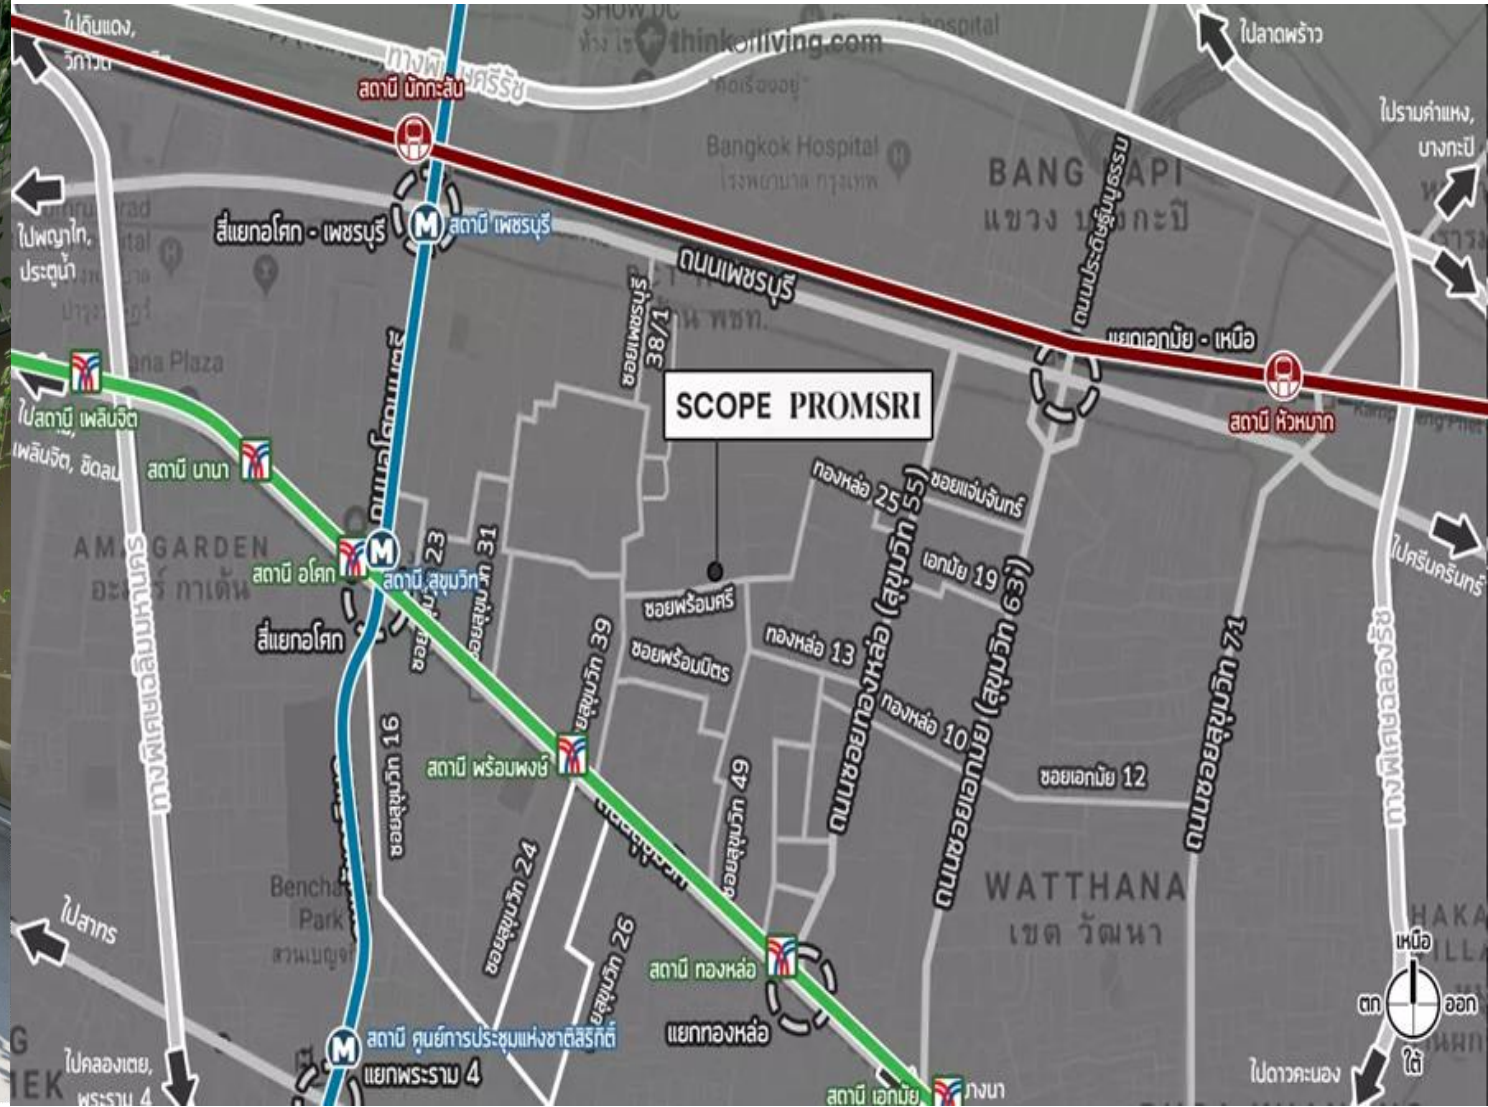 ไปดินแดง,
SHOW DC
thinkofliving.com
"คิดเรื่องอยู่"
hospital
ไปลาดพร้าว
สถานี มักกะสัน
ไปรามคำแหง,
บางกะปิ
Bangkok Hospital
โรงพยาบาล กรุงเทพ
BANG KAPI
แขวง บางกะปิ
ถนนประดิษฐ์มนูธรรม
สี่แยกอโศก - เพชรบุรี
M
สถานี เพชรบุรี
ไปพญาไท,
ประตูน้ำ
ถนนเพชรบุรี
ซอยเพชรบุรี
38/1
แยกเอกมัย - เหนือ
สถานี หัวหมาก
สถานี เพลินจิต
เพลินจิต, ชิดลม
สถานี นานา
SCOPE PROMSRI
ทองหล่อ 25
ซอยแจ่มจันทร์
ถนนซอยทองหล่อ (สุขุมวิท 55)
เอกมัย 19
ไปศรีนครินทร์
AMA GARDEN
อะมาร์ กาเด้น
สถานี อโศก
M
สถานี สุขุมวิท
สี่แยกอโศก
23
31
ซอยพร้อมศรี
ซอยพร้อมมิตร
ทองหล่อ 13
ทองหล่อ 10
ซอยเอกมัย 12
ถนนซอยเอกมัย (สุขุมวิท 63)
ถนนซอยสุขุมวิท 71
ทางพิเศษเฉลิมมหานคร
ทางพิเศษฉลองรัช
ซอยสุขุมวิท 16
สถานี พร้อมพงษ์
ซอยสุขุมวิท 24
ซอยสุขุมวิท 49
WATTHANA
เขต วัฒนา
Park
ไปสาทร
สถานี ทองหล่อ
แยกทองหล่อ
M
สถานี ศูนย์การประชุมแห่งชาติสิริกิติ์
แยกพระราม 4
ไปคลองเตย,
พระราม 4
สถานี เอกมัย
ไปดาวคะนอง
เหนือ
ตก
ออก
ใต้